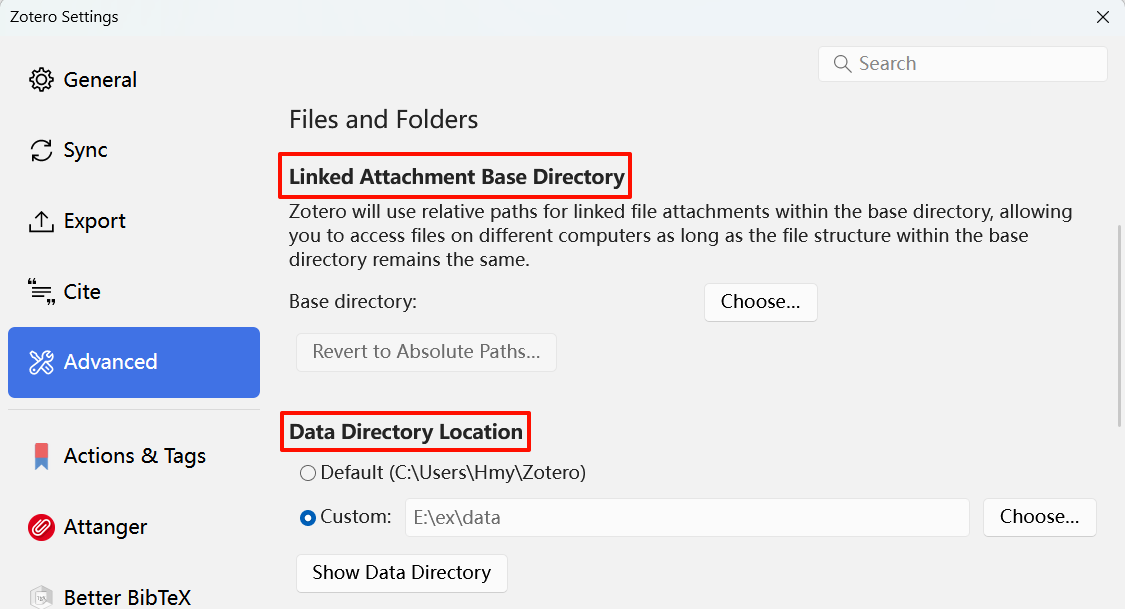 Zotero Settings
General
Sync
Export
Cite
Advanced
Actions & Tags
Attanger
Better BibTeX
Search
Files and Folders
Linked Attachment Base Directory
Zotero will use relative paths for linked file attachments within the base directory, allowing
you to access files on different computers as long as the file structure within the base
directory remains the same.
Base directory:
Choose...
Revert to Absolute Paths...
Data Directory Location
Default (C:\Users\Hmy\Zotero)
Custom:
E:\ex\data
Choose...
Show Data Directory